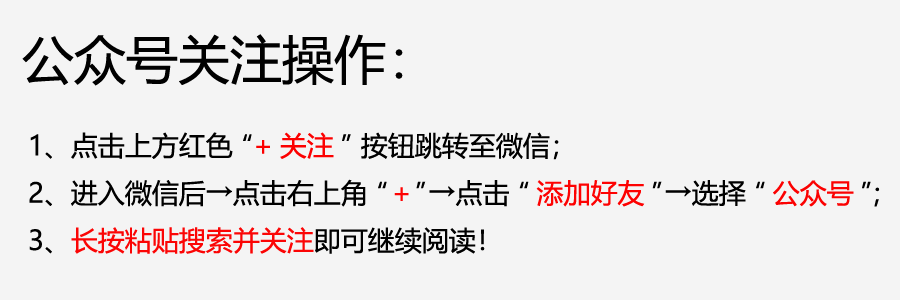 公众号关注操作：
1、点击上方红色“+ 关注”按钮跳转至微信；
2、进入微信后→点击右上角“+”→点击“添加好友”→选择“公众号”；
3、长按粘贴搜索并关注即可继续阅读！